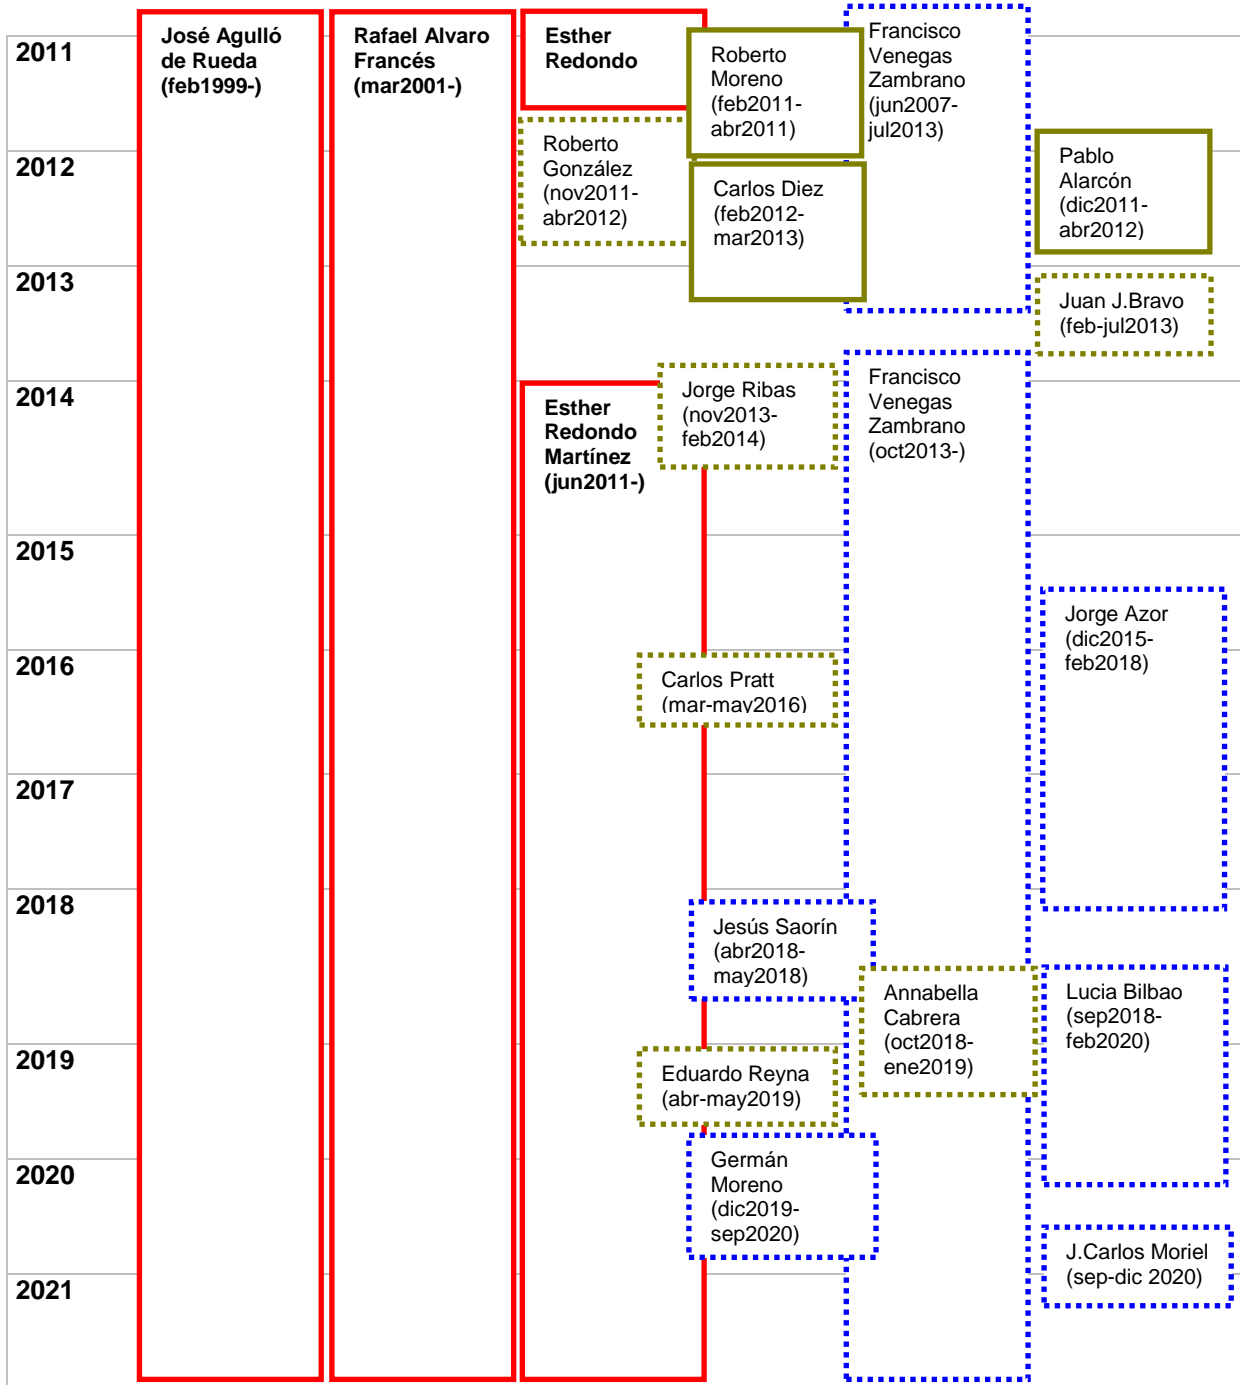 2011
José Agulló
de Rueda
(feb1999-)
Rafael Alvaro
Francés
(mar2001-)
Esther
Redondo
Roberto
Moreno
(feb2011-
abr2011)
Francisco
Venegas
Zambrano
(jun2007-
jul2013)
2012
Roberto
González
(nov2011-
abr2012)
Carlos Diez
(feb2012-
mar2013)
Pablo
Alarcón
(dic2011-
abr2012)
2013
Juan J.Bravo
(feb-jul2013)
2014
Esther
Redondo
Martínez
(jun2011-)
Jorge Ribas
(nov2013-
feb2014)
Francisco
Venegas
Zambrano
(oct2013-)
2015
Jorge Azor
(dic2015-
feb2018)
2016
Carlos Pratt
(mar-may2016)
2017
2018
Jesús Saorín
(abr2018-
may2018)
Annabella
Cabrera
(oct2018-
ene2019)
Lucia Bilbao
(sep2018-
feb2020)
2019
Eduardo Reyna
(abr-may2019)
2020
Germán
Moreno
(dic2019-
sep2020)
J.Carlos Moriel
(sep-dic 2020)
2021